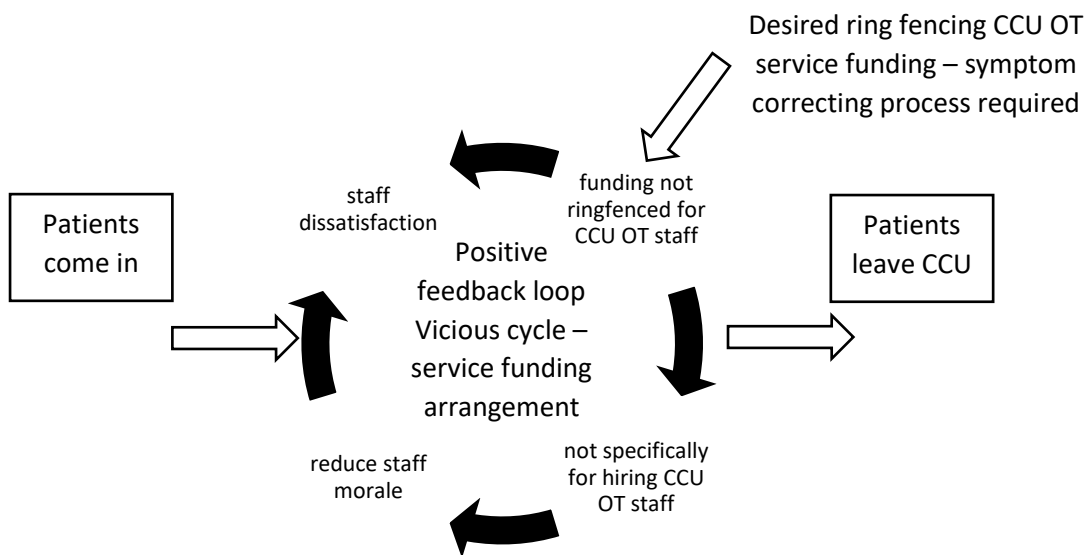 Desired ring fencing CCU OT
service funding – symptom
correcting process required
Patients
come in
staff
dissatisfaction
funding not
ringfenced for
CCU OT staff
Positive
feedback loop
Vicious cycle –
service funding
arrangement
Patients
leave CCU
reduce staff
morale
not specifically
for hiring CCU
OT staff